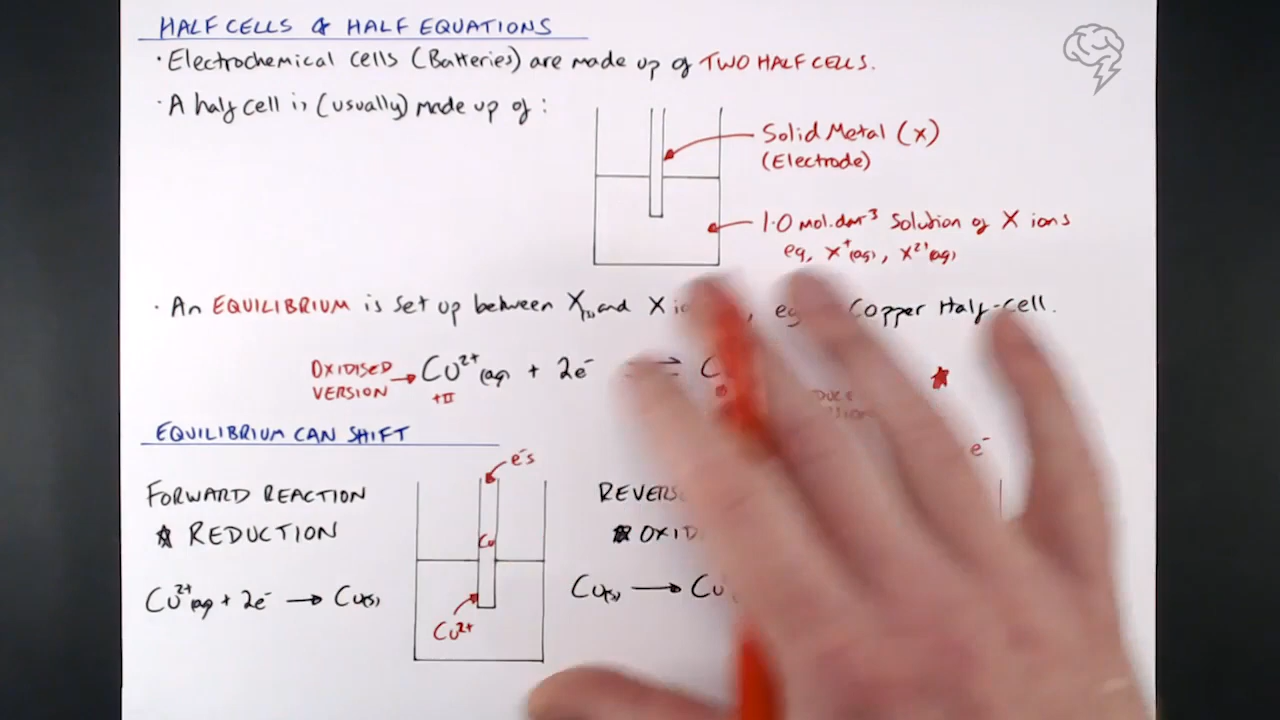 HALF CELLS & HALF EQUATIONS
· Electrochemical Cells (Batteries) are made up of TWO HALF CELLS.
· A half cell is (usually) made up of :
Solid Metal (X)
(Electrode)
1.0 mol.dm⁻³ Solution of X ions
eg, X⁺(aq), X²⁺(aq)
· An EQUILIBRIUM is set up between X(s) and X , eg Copper Half-Cell.
OXIDISED VERSION → Cu²⁺(aq) + 2e⁻ ⇌ C
+II
EQUILIBRIUM CAN SHIFT
e⁻s
e⁻
FORWARD REACTION
★ REDUCTION
Cu
Cu²⁺(aq) + 2e⁻ → Cu(s)
Cu²⁺
REVERS
★ OXID
Cu(s) → Cu